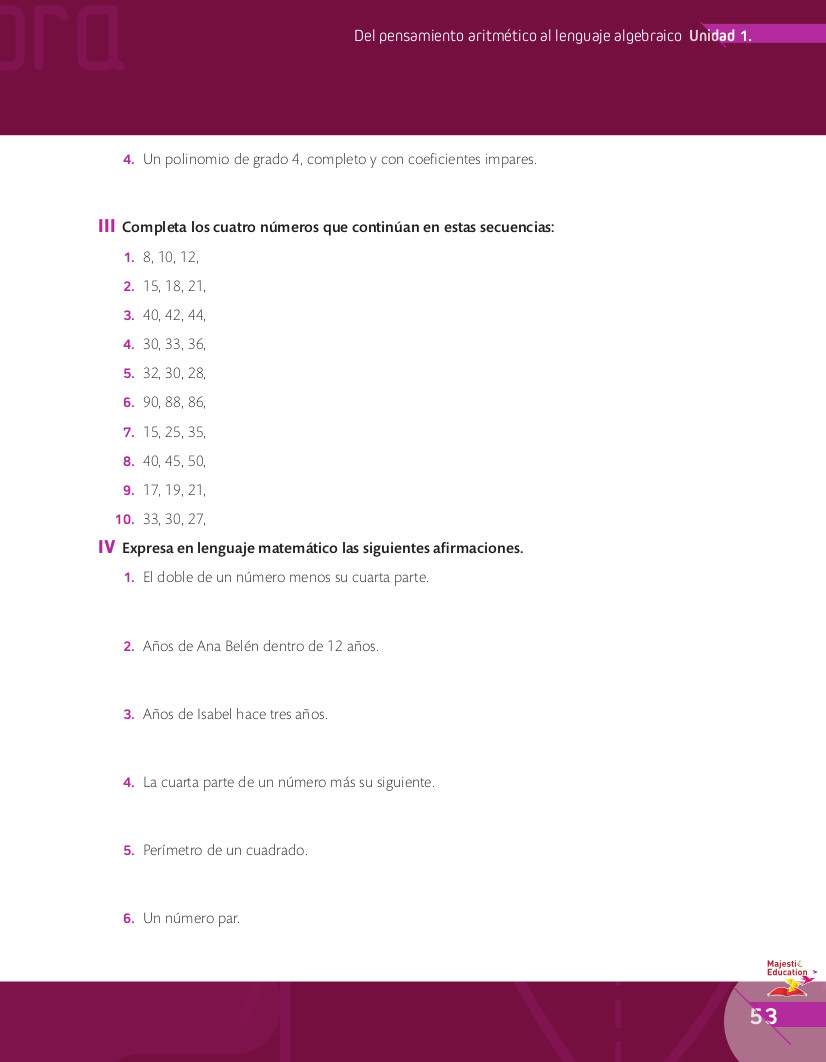 ora
Del pensamiento aritmético al lenguaje algebraico Unidad 1.
4. Un polinomio de grado 4, completo y con coeficientes impares.
III Completa los cuatro números que continúan en estas secuencias:
1. 8, 10, 12,
2. 15, 18, 21,
3. 40, 42, 44,
4. 30, 33, 36,
5. 32, 30, 28,
6. 90, 88, 86,
7. 15, 25, 35,
8. 40, 45, 50,
9. 17, 19, 21,
10. 33, 30, 27,
IV Expresa en lenguaje matemático las siguientes afirmaciones.
1. El doble de un número menos su cuarta parte.
2. Años de Ana Belén dentro de 12 años.
3. Años de Isabel hace tres años.
4. La cuarta parte de un número más su siguiente.
5. Perímetro de un cuadrado.
6. Un número par.
Majestic
Education
53